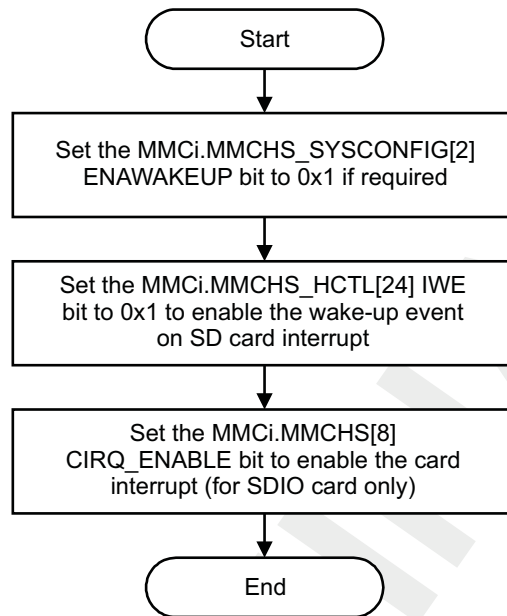 Start
Set the MMCi.MMCHS_SYSCONFIG[2]
ENAWAKEUP bit to 0x1 if required
Set the MMCi.MMCHS_HCTL[24] IWE
bit to 0x1 to enable the wake-up event
on SD card interrupt
Set the MMCi.MMCHS[8]
CIRQ_ENABLE bit to enable the card
interrupt (for SDIO card only)
End